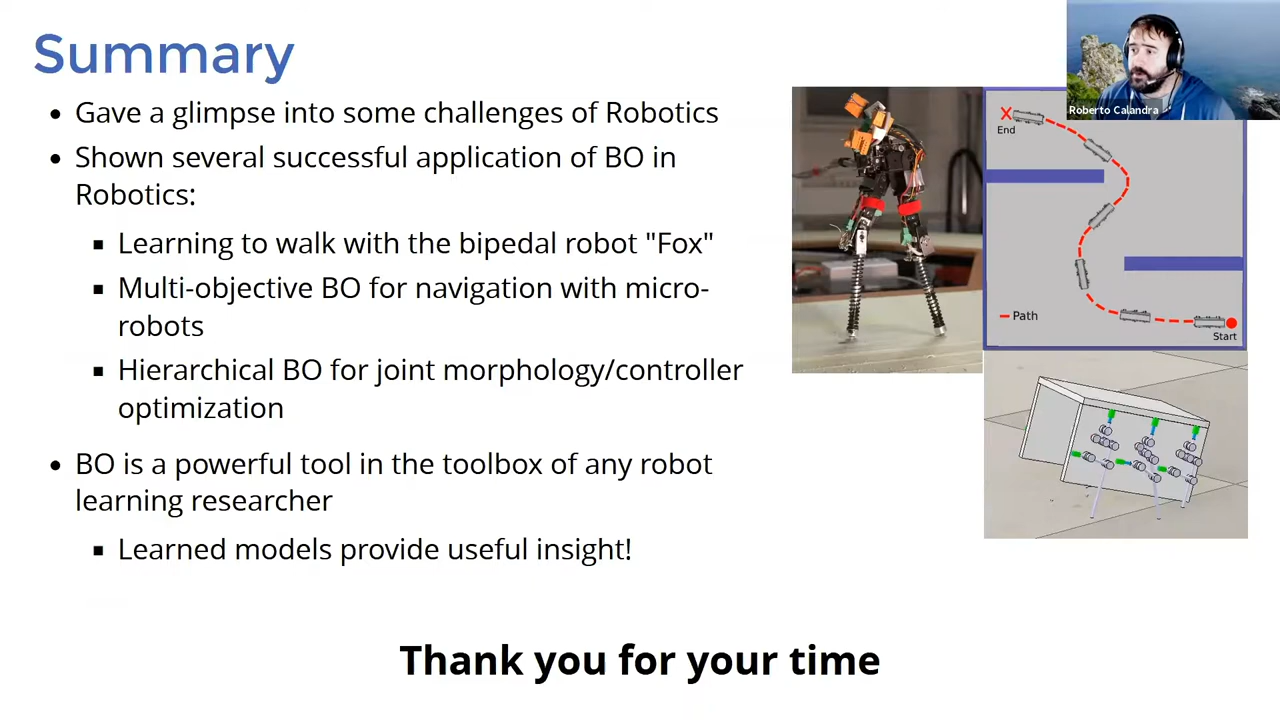 Summary
Gave a glimpse into some challenges of Robotics
Shown several successful application of BO in
Robotics:
Learning to walk with the bipedal robot "Fox"
Multi-objective BO for navigation with micro-
robots
Hierarchical BO for joint morphology/controller
optimization
BO is a powerful tool in the toolbox of any robot
learning researcher
Learned models provide useful insight!
Roberto Calandra
X
End
Path
Start
Thank you for your time